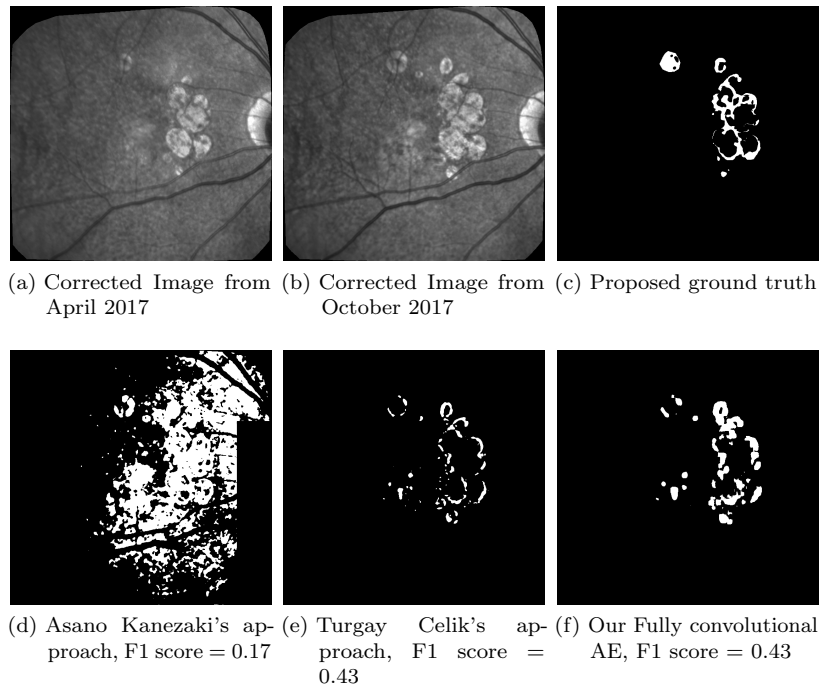 (a) Corrected Image from
April 2017
(b) Corrected Image from
October 2017
(c) Proposed ground truth
(d) Asano Kanezaki's ap-
proach, F1 score = 0.17
(e) Turgay Celik's ap-
proach, F1 score =
0.43
(f) Our Fully convolutional
AE, F1 score = 0.43